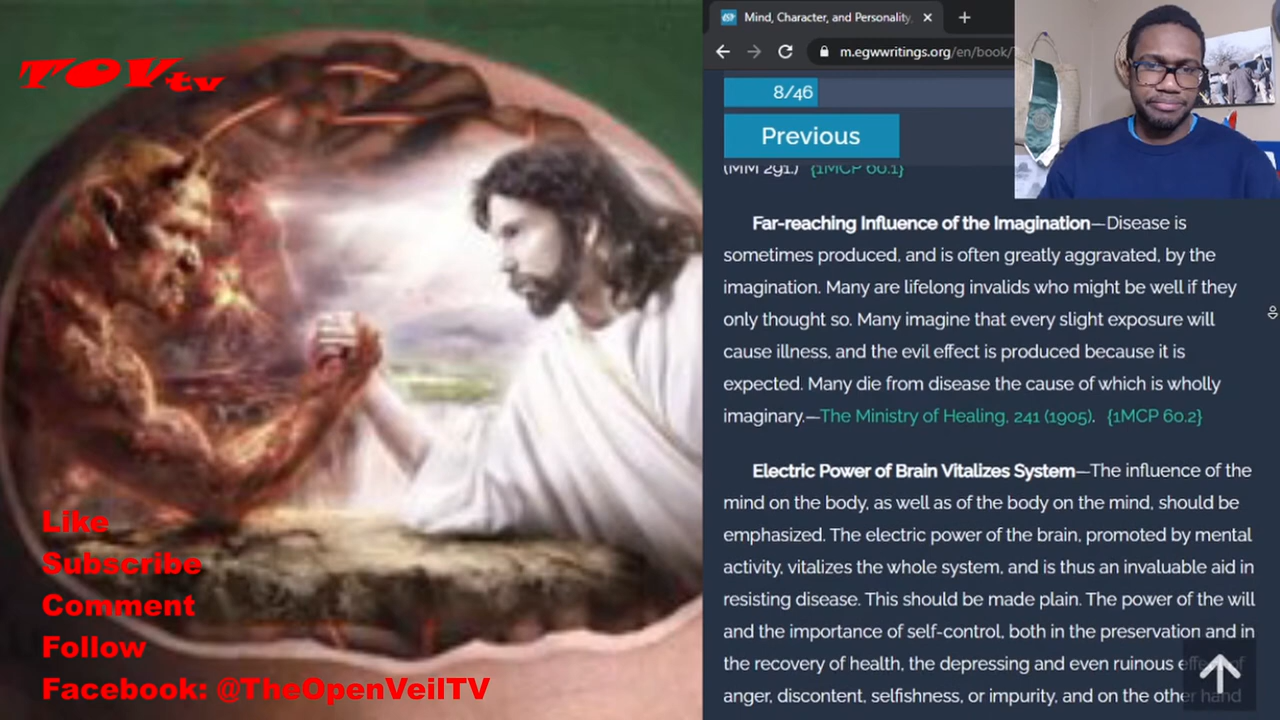 TOVtv
Like
Subscribe
Comment
Follow
Facebook: @TheOpenVeilTV
Mind, Character, and Personality,
m.egwwritings.org/en/book/
8/46
Previous
(MM 291.) {1MCP 60.1}
Far-reaching Influence of the Imagination—Disease is
sometimes produced, and is often greatly aggravated, by the
imagination. Many are lifelong invalids who might be well if they
only thought so. Many imagine that every slight exposure will
cause illness, and the evil effect is produced because it is
expected. Many die from disease the cause of which is wholly
imaginary.—The Ministry of Healing, 241 (1905). {1MCP 60.2}
Electric Power of Brain Vitalizes System—The influence of the
mind on the body, as well as of the body on the mind, should be
emphasized. The electric power of the brain, promoted by mental
activity, vitalizes the whole system, and is thus an invaluable aid in
resisting disease. This should be made plain. The power of the will
and the importance of self-control, both in the preservation and in
the recovery of health, the depressing and even ruinous effect of
anger, discontent, selfishness, or impurity, and on the other hand